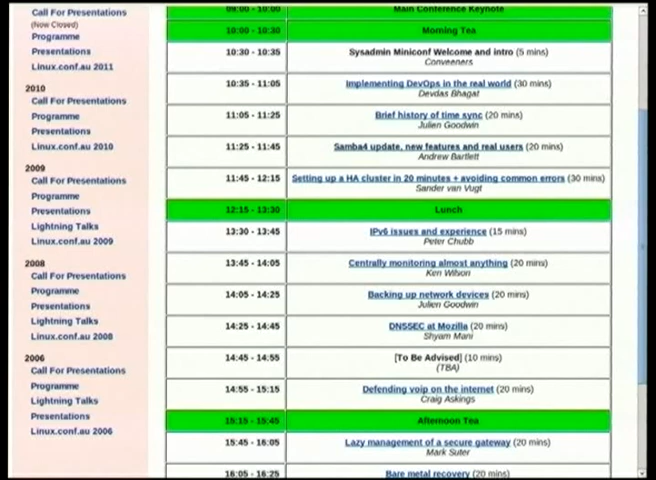 Call For Presentations
(Now Closed)
Programme
Presentations
Linux.conf.au 2011
2010
Call For Presentations
Programme
Presentations
Linux.conf.au 2010
2009
Call For Presentations
Programme
Presentations
Lightning Talks
Linux.conf.au 2009
2008
Call For Presentations
Programme
Presentations
Lightning Talks
Linux.conf.au 2008
2006
Call For Presentations
Programme
Lightning Talks
Presentations
Linux.conf.au 2006
09:00 - 10:00 Main Conference Keynote
10:00 - 10:30 Morning Tea
10:30 - 10:35 Sysadmin Miniconf Welcome and intro (5 mins)
Conveeners
10:35 - 11:05 Implementing DevOps in the real world (30 mins)
Devdas Bhagat
11:05 - 11:25 Brief history of time sync (20 mins)
Julien Goodwin
11:25 - 11:45 Samba4 update, new features and real users (20 mins)
Andrew Bartlett
11:45 - 12:15 Setting up a HA cluster in 20 minutes + avoiding common errors (30 mins)
Sander van Vugt
12:15 - 13:30 Lunch
13:30 - 13:45 IPv6 issues and experience (15 mins)
Peter Chubb
13:45 - 14:05 Centrally monitoring almost anything (20 mins)
Ken Wilson
14:05 - 14:25 Backing up network devices (20 mins)
Julien Goodwin
14:25 - 14:45 DNSSEC at Mozilla (20 mins)
Shyam Mani
14:45 - 14:55 [To Be Advised] (10 mins)
(TBA)
14:55 - 15:15 Defending voip on the internet (20 mins)
Craig Askings
15:15 - 15:45 Afternoon Tea
15:45 - 16:05 Lazy management of a secure gateway (20 mins)
Mark Suter
16:05 - 16:25 Bare metal recovery (20 mins)